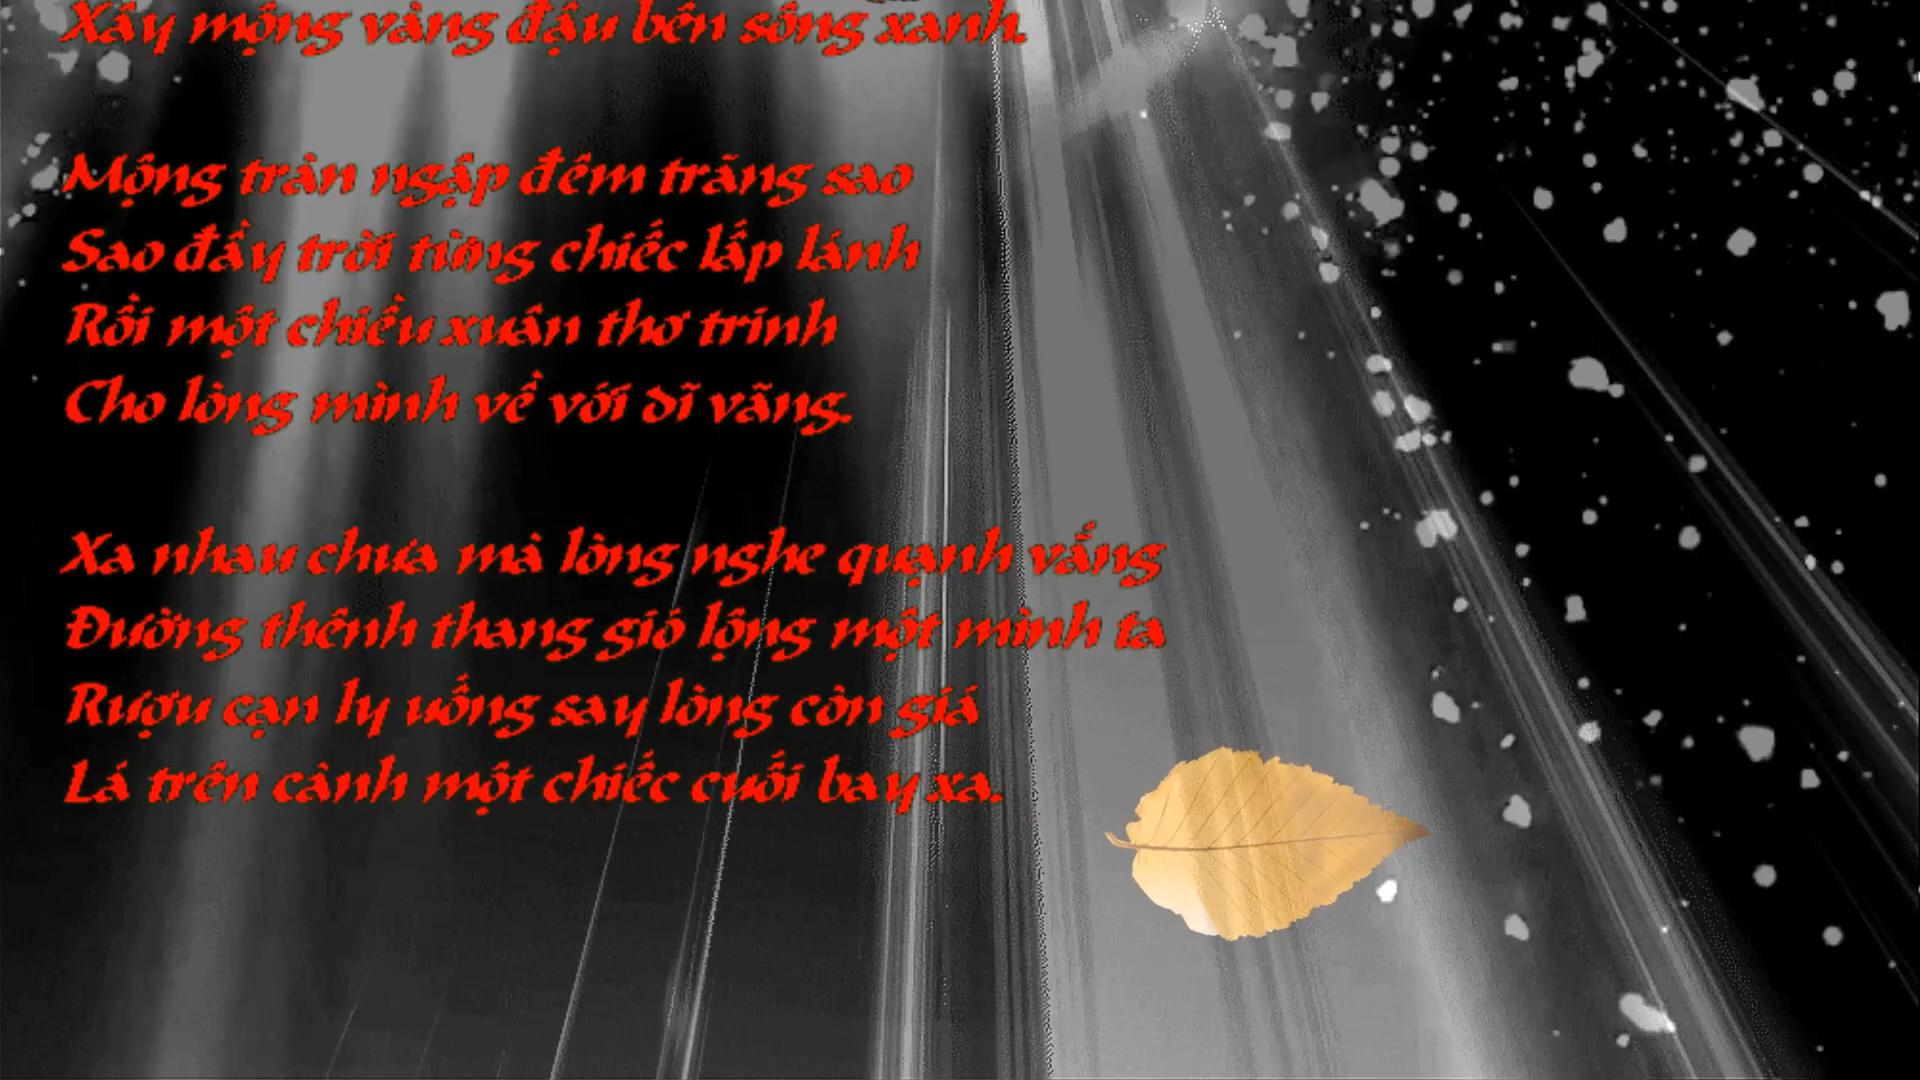 Xây mộng vàng đậu bên sông xanh.
Mộng tràn ngập đêm trăng sao
Sao đầy trời từng chiếc lấp lánh
Rồi một chiều xuân thơ trinh
Cho lòng mình về với dĩ vãng.
Xa nhau chưa mà lòng nghe quạnh vắng
Đường thênh thang gió lộng một mình ta
Rượu cạn ly uống say lòng còn giá
Lá trên cành một chiếc cuối bay xa.